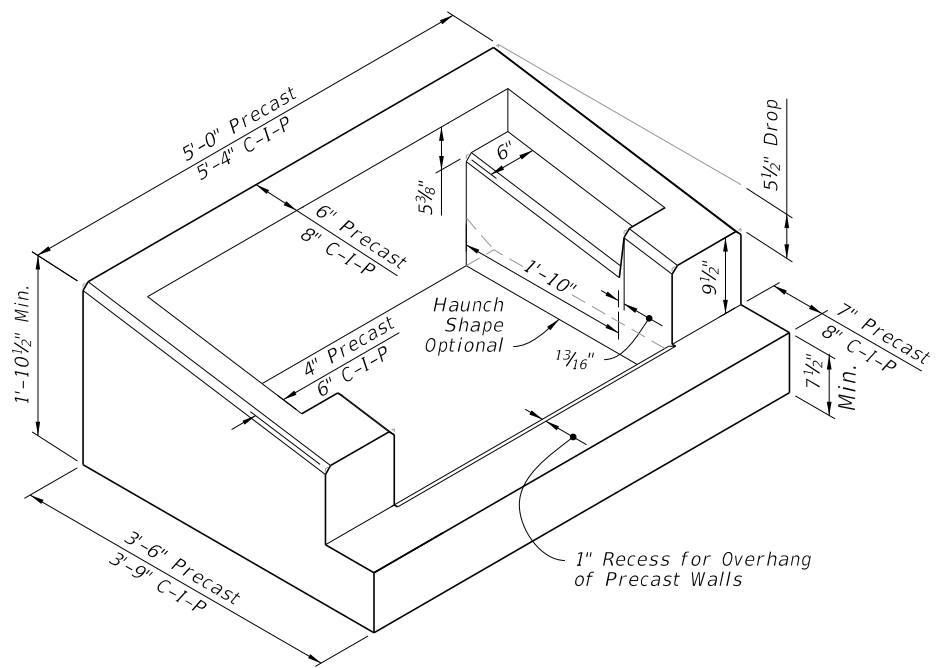 5'-0" Precast
5'-4" C-I-P
5½" Drop
6"
5⅜"
6" Precast
8" C-I-P
1'-10"
9½"
7" Precast
8" C-I-P
1'-10½" Min.
Haunch
Shape
Optional
4" Precast
6" C-I-P
13/16"
7½"
Min.
3'-6" Precast
3'-9" C-I-P
1" Recess for Overhang
of Precast Walls